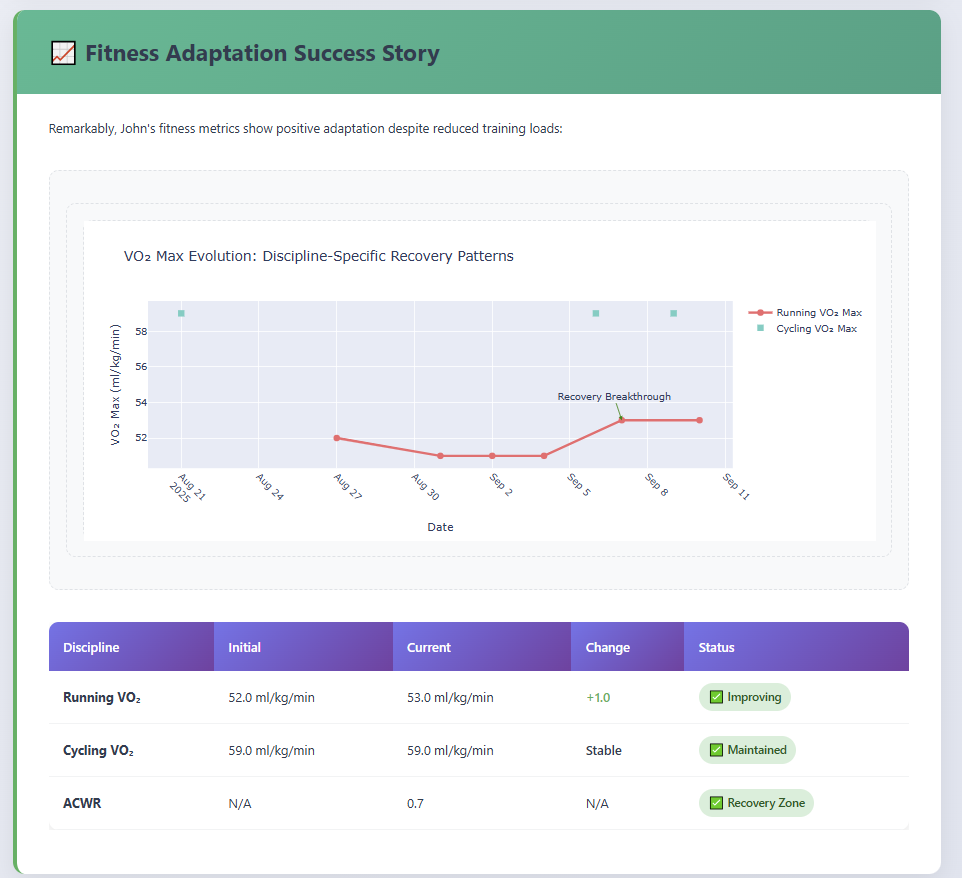 📈 Fitness Adaptation Success Story
Remarkably, John's fitness metrics show positive adaptation despite reduced training loads:
VO₂ Max Evolution: Discipline-Specific Recovery Patterns
Running VO₂ Max
Cycling VO₂ Max
VO₂ Max (ml/kg/min)
58
56
54
52
Recovery Breakthrough
Aug 21
2025
Aug 24
Aug 27
Aug 30
Sep 2
Sep 5
Sep 8
Sep 11
Date
Discipline Initial Current Change Status
Running VO₂ 52.0 ml/kg/min 53.0 ml/kg/min +1.0 ✅ Improving
Cycling VO₂ 59.0 ml/kg/min 59.0 ml/kg/min Stable ✅ Maintained
ACWR N/A 0.7 N/A ✅ Recovery Zone